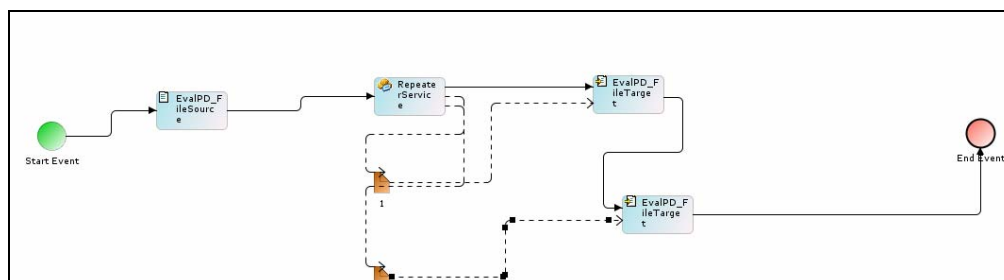 EvalPD_F
ileSourc
e
Repeate
rServic
e
EvalPD_F
ileTarge
t
Start Event
End Event
1
EvalPD_F
ileTarge
t